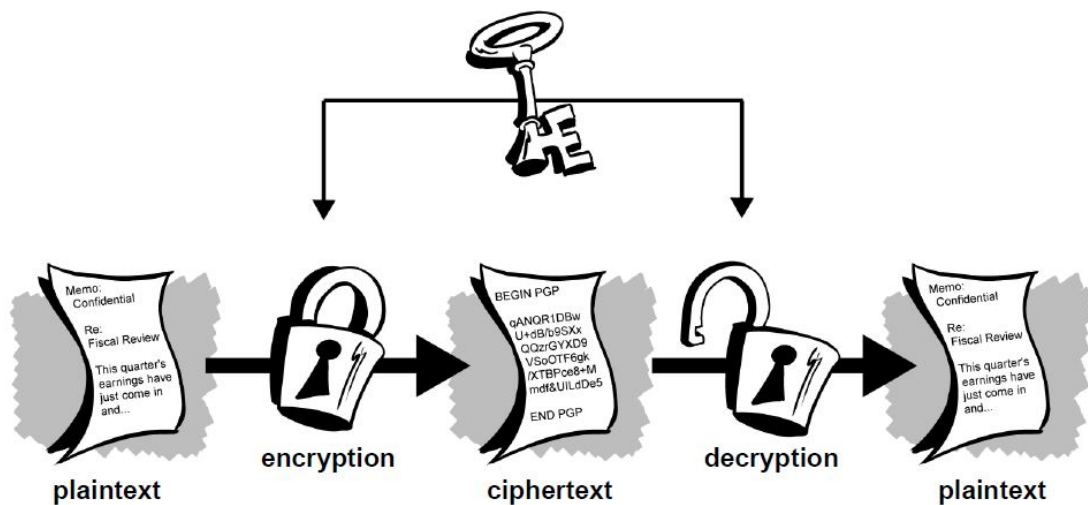 Memo:
Confidential
Re:
Fiscal Review
This quarter's
earnings have
just come in
and...
plaintext
encryption
BEGIN PGP
qANQR1DBw
U+dB/b9SXx
QQzrGYXD9
VSoOTF6gk
/XTBPce8+M
mdf&UILdDe5
END PGP
ciphertext
decryption
Memo:
Confidential
Re:
Fiscal Review
This quarter's
earnings have
just come in
and...
plaintext